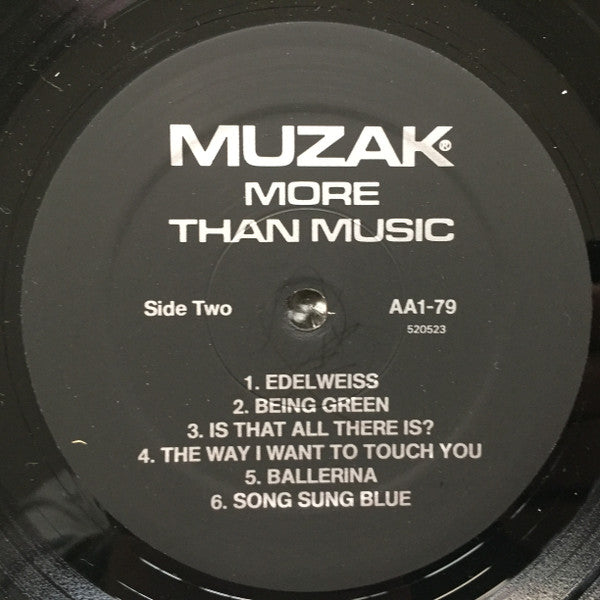 MUZAK®
MORE
THAN MUSIC
Side Two
AA1-79
520523
1. EDELWEISS
2. BEING GREEN
3. IS THAT ALL THERE IS?
4. THE WAY I WANT TO TOUCH YOU
5. BALLERINA
6. SONG SUNG BLUE